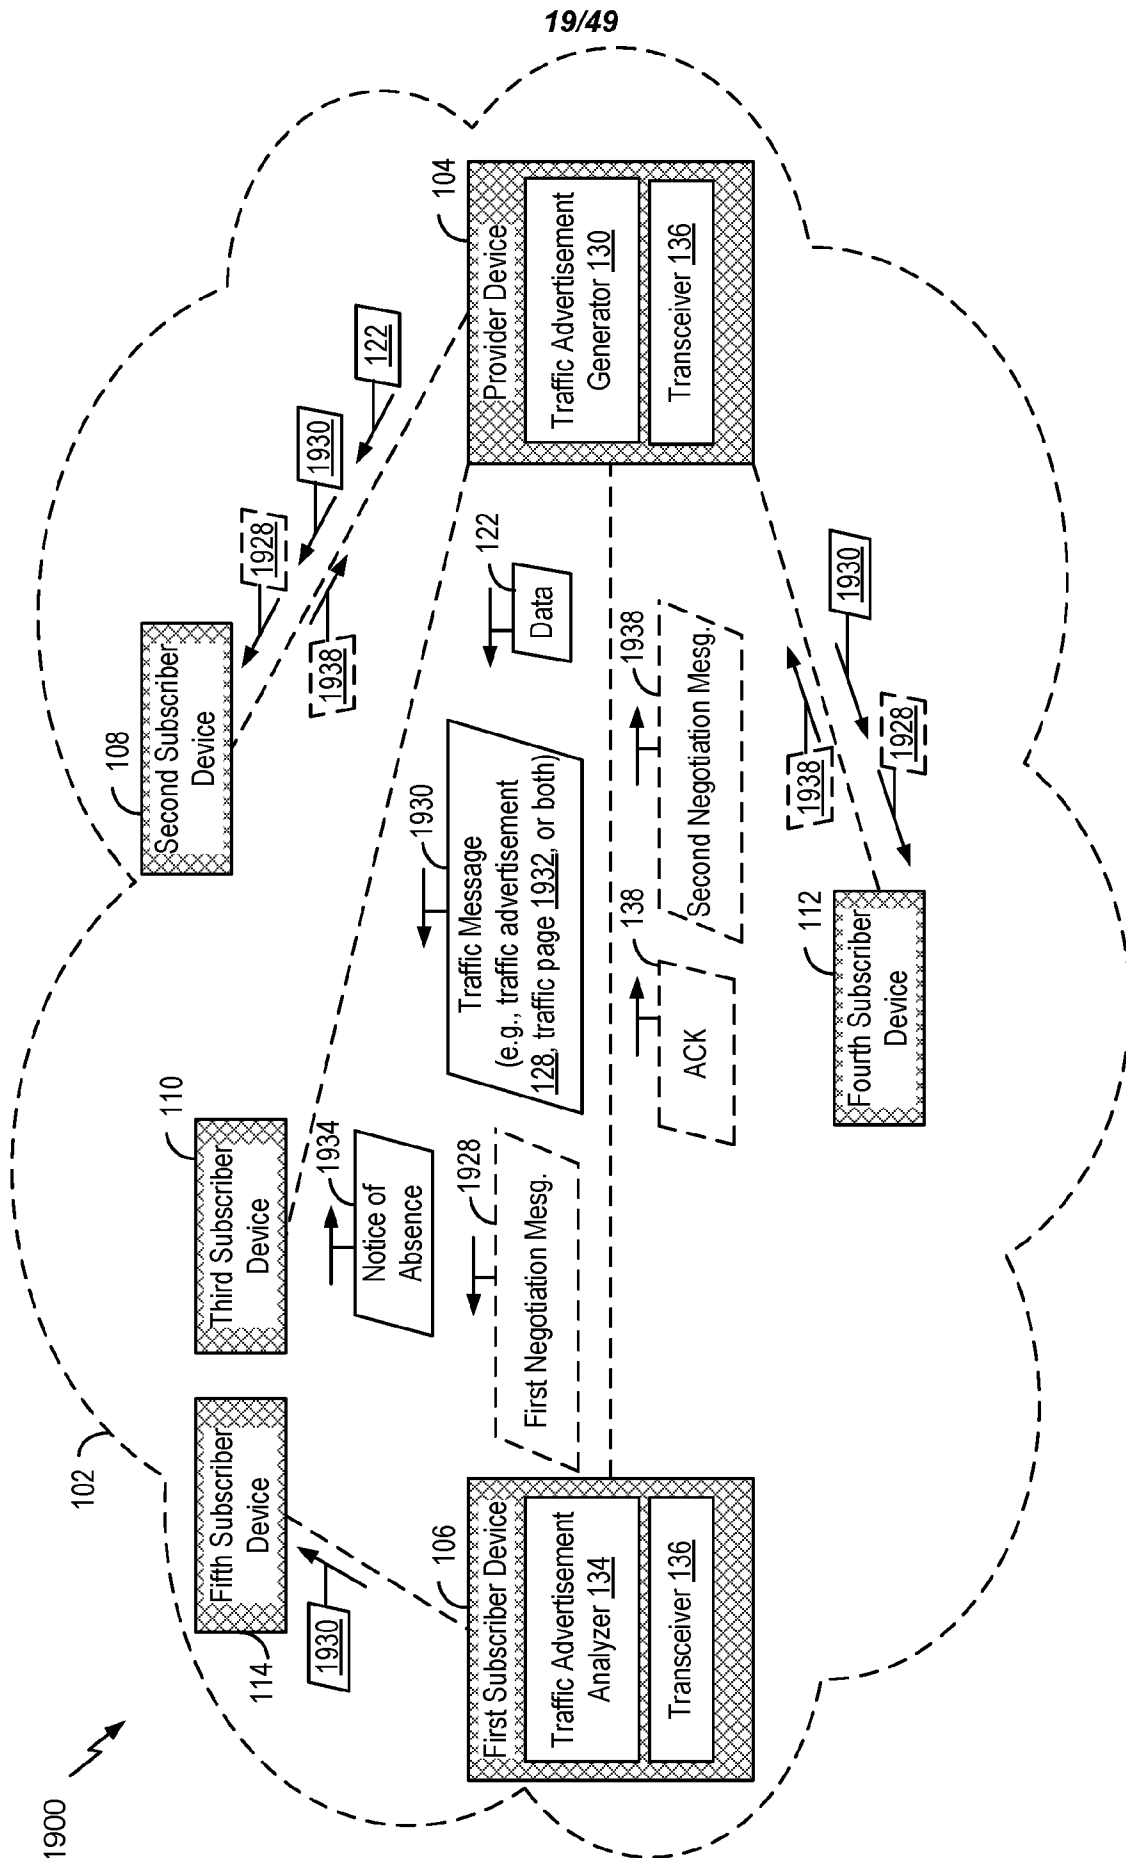 19/49
1900
102
114
Fifth Subscriber
Device
1930
110
Third Subscriber
Device
108
Second Subscriber
Device
1928
1930
122
1938
106
First Subscriber Device
Traffic Advertisement
Analyzer 134
Transceiver 136
1934
Notice of
Absence
1928
First Negotiation Mesg.
1930
Traffic Message
(e.g., traffic advertisement
128, traffic page 1932, or both)
122
Data
138
ACK
1938
Second Negotiation Mesg.
104
Provider Device
Traffic Advertisement
Generator 130
Transceiver 136
112
Fourth Subscriber
Device
1938
1928
1930